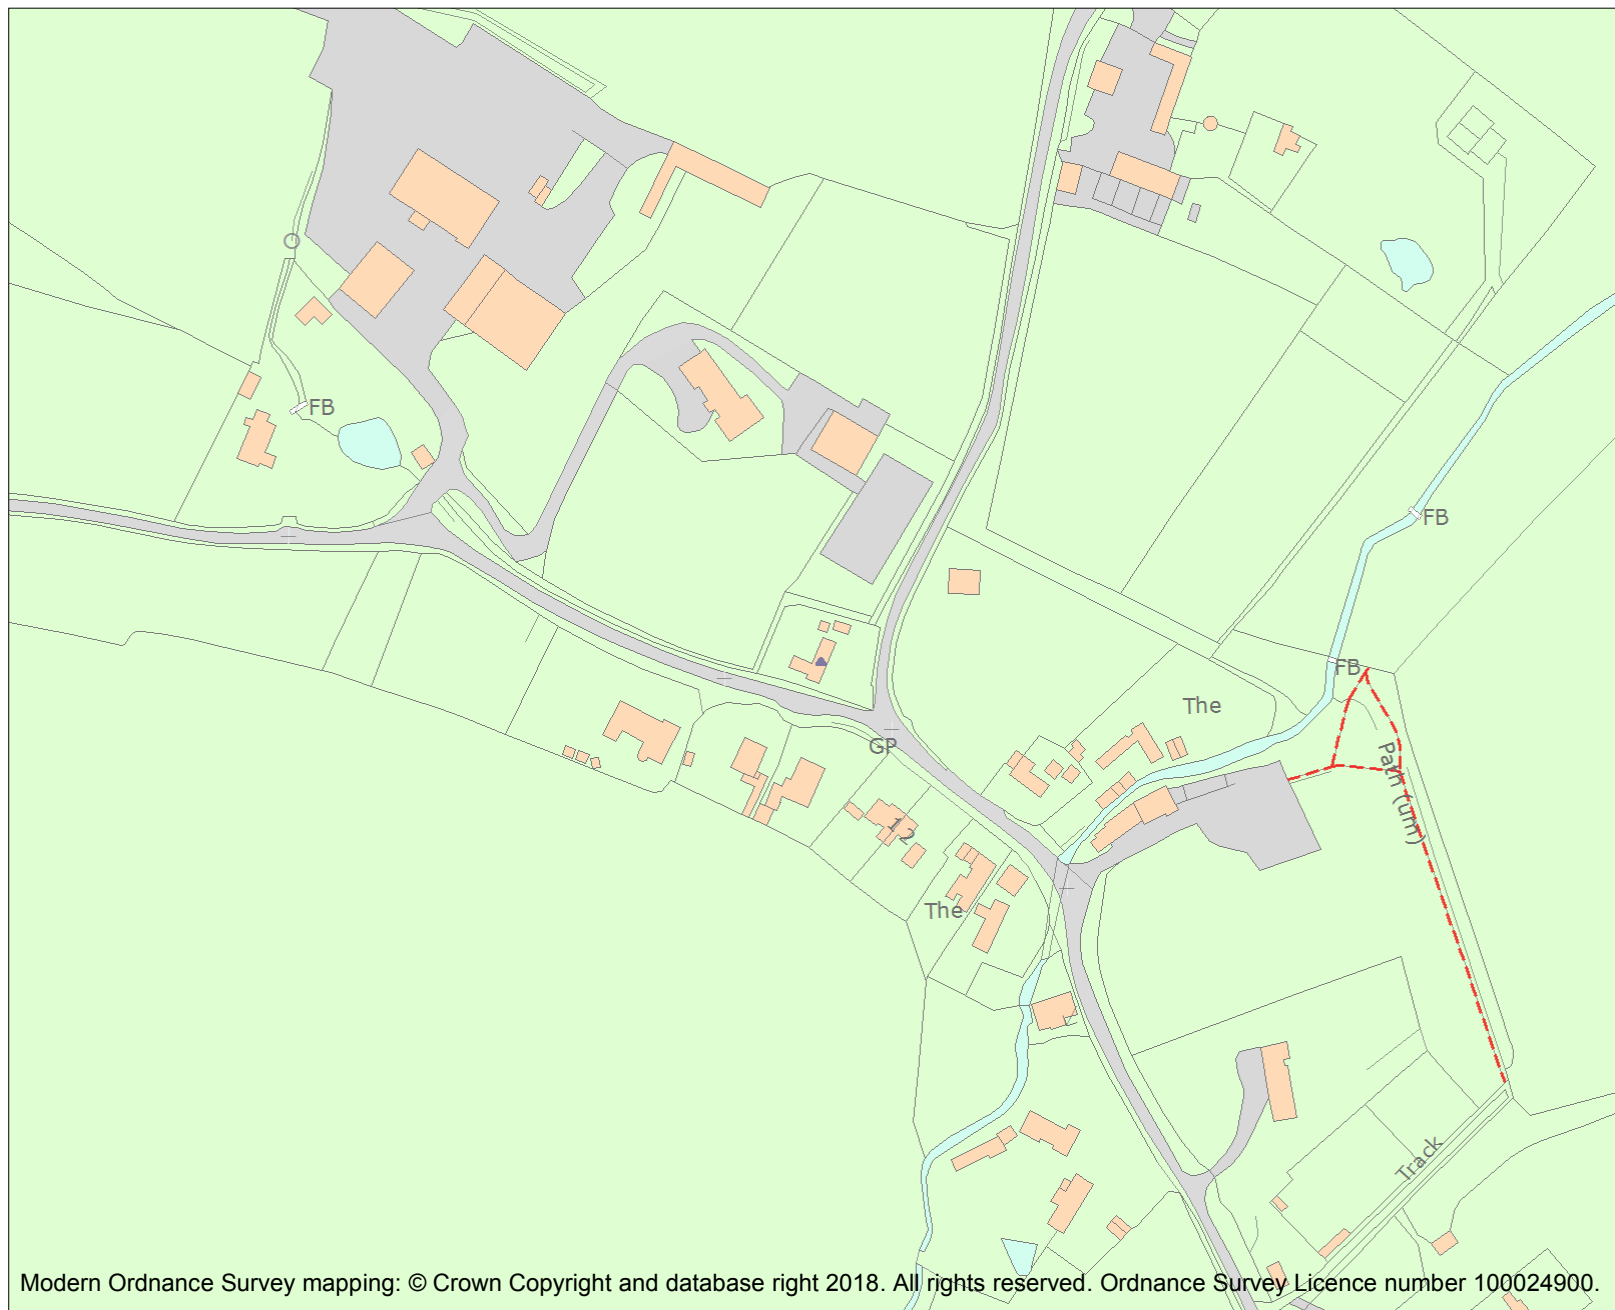 FB
FB
FB
The
GP
Path (um)
12
The
Track
Modern Ordnance Survey mapping: © Crown Copyright and database right 2018. All rights reserved. Ordnance Survey Licence number 100024900.